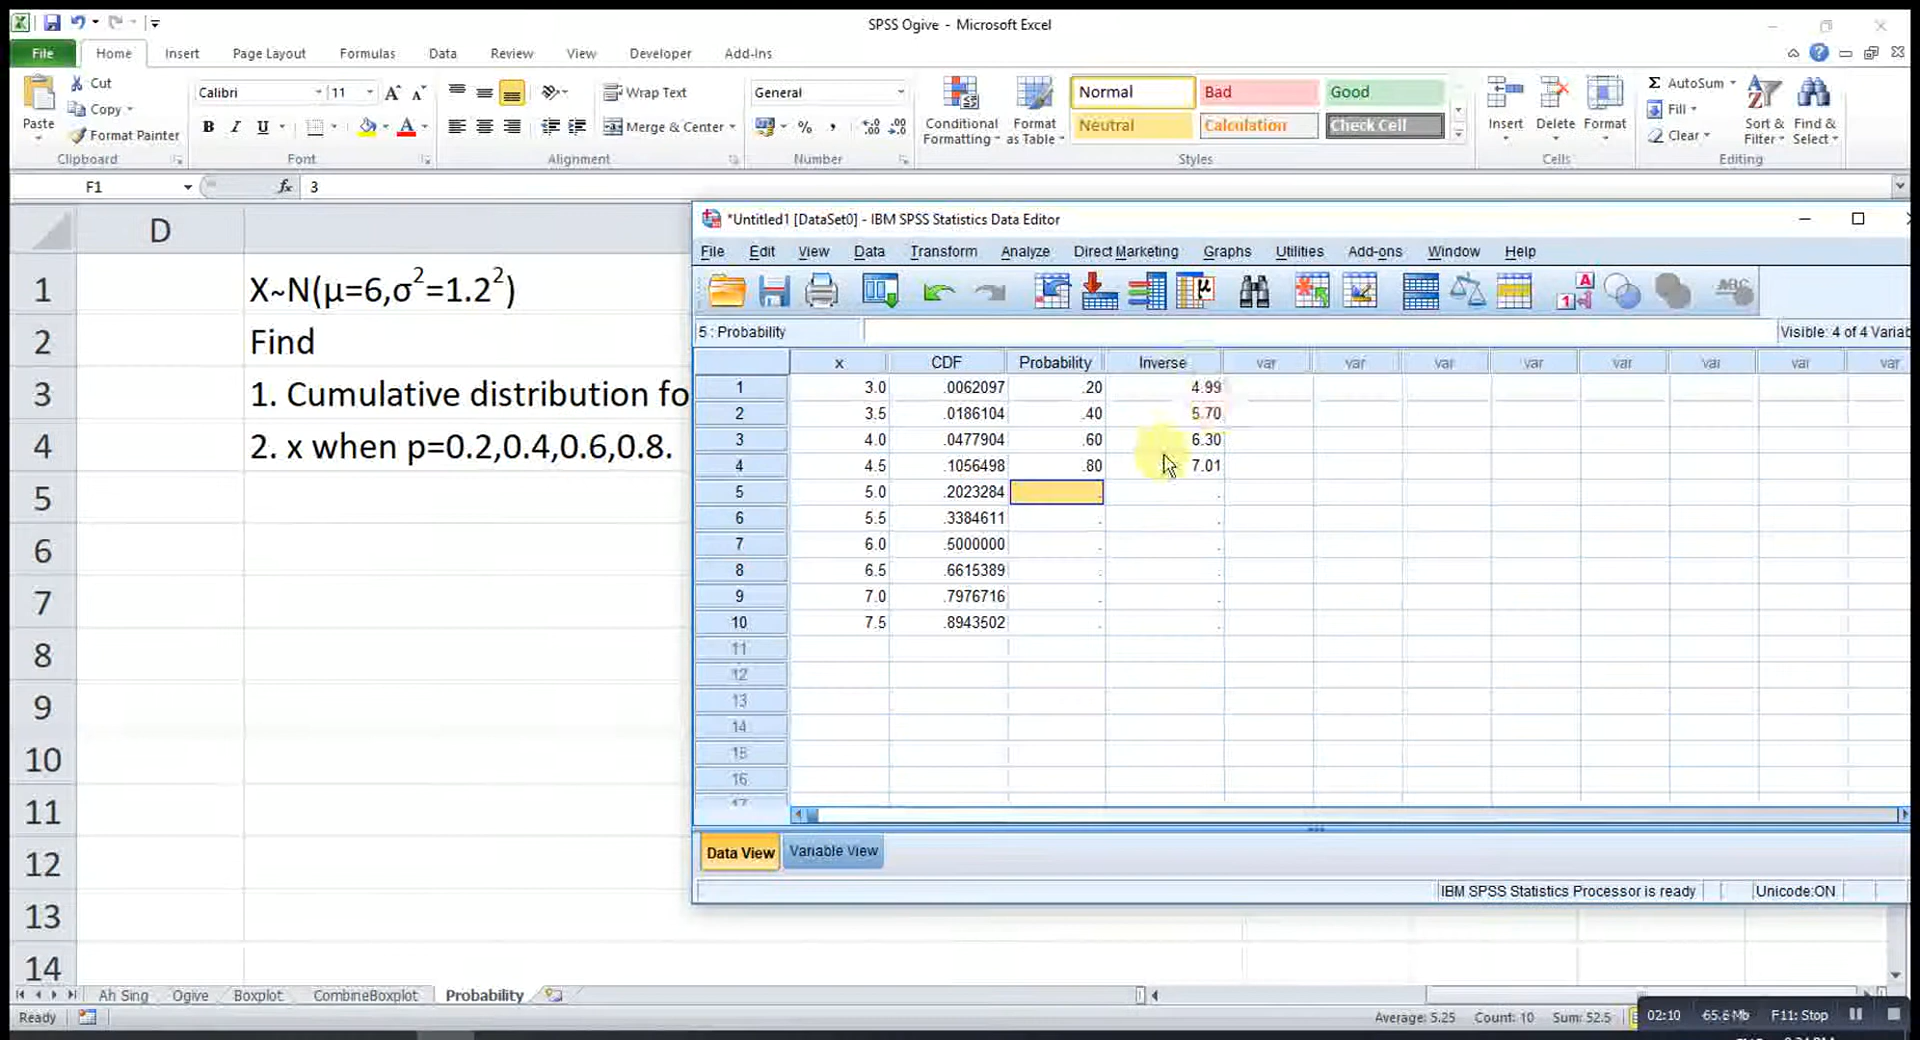 SPSS Ogive - Microsoft Excel
File Home Insert Page Layout Formulas Data Review View Developer Add-Ins
Cut
Copy
Format Painter
Paste
Clipboard
Calibri 11
B I U
Font
Wrap Text
Merge & Center
Alignment
General
Number
Conditional Formatting
Format as Table
Normal Bad Good
Neutral Calculation Check Cell
Styles
Insert Delete Format
Cells
Σ AutoSum
Fill
Clear
Sort & Filter
Find & Select
Editing
F1 fx 3
D
1 X~N(μ=6,σ²=1.2²)
2 Find
3 1. Cumulative distribution fo
4 2. x when p=0.2,0.4,0.6,0.8.
5
6
7
8
9
10
11
12
13
14
*Untitled1 [DataSet0] - IBM SPSS Statistics Data Editor
File Edit View Data Transform Analyze Direct Marketing Graphs Utilities Add-ons Window Help
5 : Probability Visible: 4 of 4 Variab
x CDF Probability Inverse var var var var var var var var
1 3.0 .0062097 .20 4.99
2 3.5 .0186104 .40 5.70
3 4.0 .0477904 .60 6.30
4 4.5 .1056498 .80 7.01
5 5.0 .2023284 . .
6 5.5 .3384611 . .
7 6.0 .5000000 . .
8 6.5 .6615389 . .
9 7.0 .7976716 . .
10 7.5 .8943502 . .
11
12
13
14
15
16
17
Data View Variable View
IBM SPSS Statistics Processor is ready Unicode:ON
Ah Sing Ogive Boxplot CombineBoxplot Probability
Ready Average: 5.25 Count: 10 Sum: 52.5
02:10 65.6 Mb F11: Stop